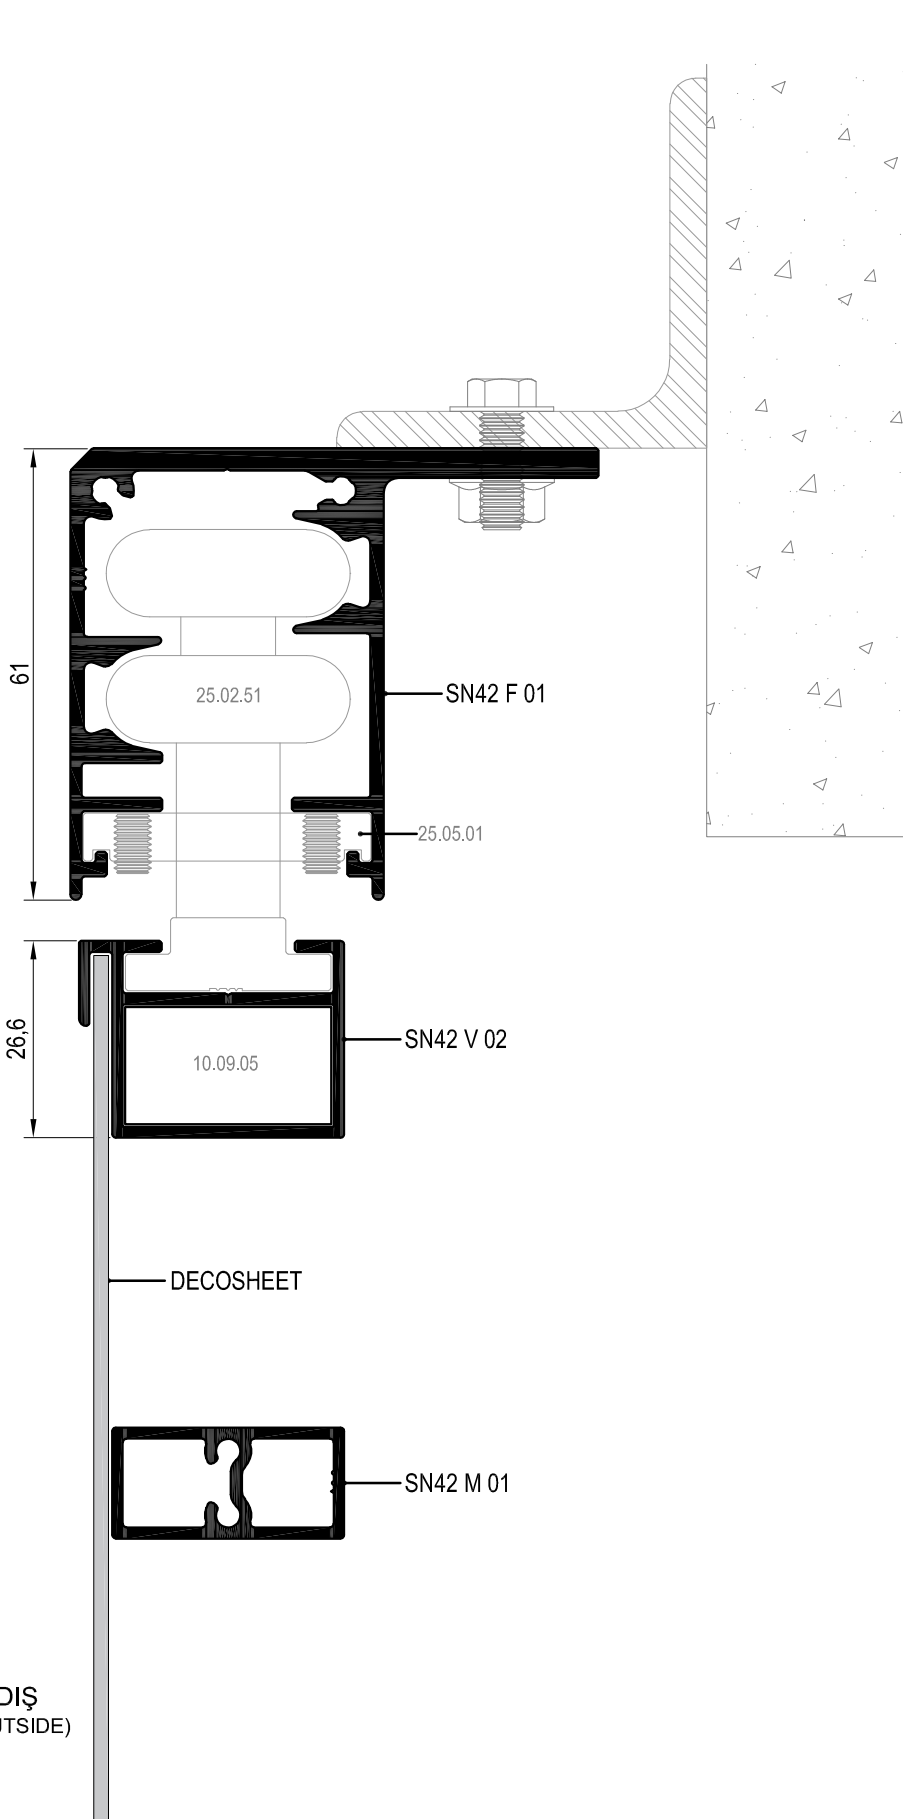 61
25.02.51
SN42 F 01
25.05.01
26,6
SN42 V 02
10.09.05
DECOSHEET
SN42 M 01
DIŞ
UTSIDE)